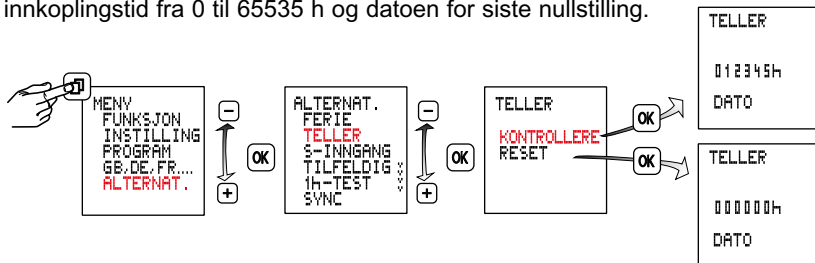 innkoplingstid fra 0 til 65535 h og datoen for siste nullstilling.
MENY
FUNKSJON
INSTILLING
PROGRAM
GB,DE,FR....
ALTERNAT.
−
OK
+
ALTERNAT.
FERIE
TELLER
S-INNGANG
TILFELDIG
1h-TEST
SYNC
−
OK
+
TELLER
KONTROLLERE
RESET
OK
OK
TELLER
012345h
DATO
TELLER
000000h
DATO